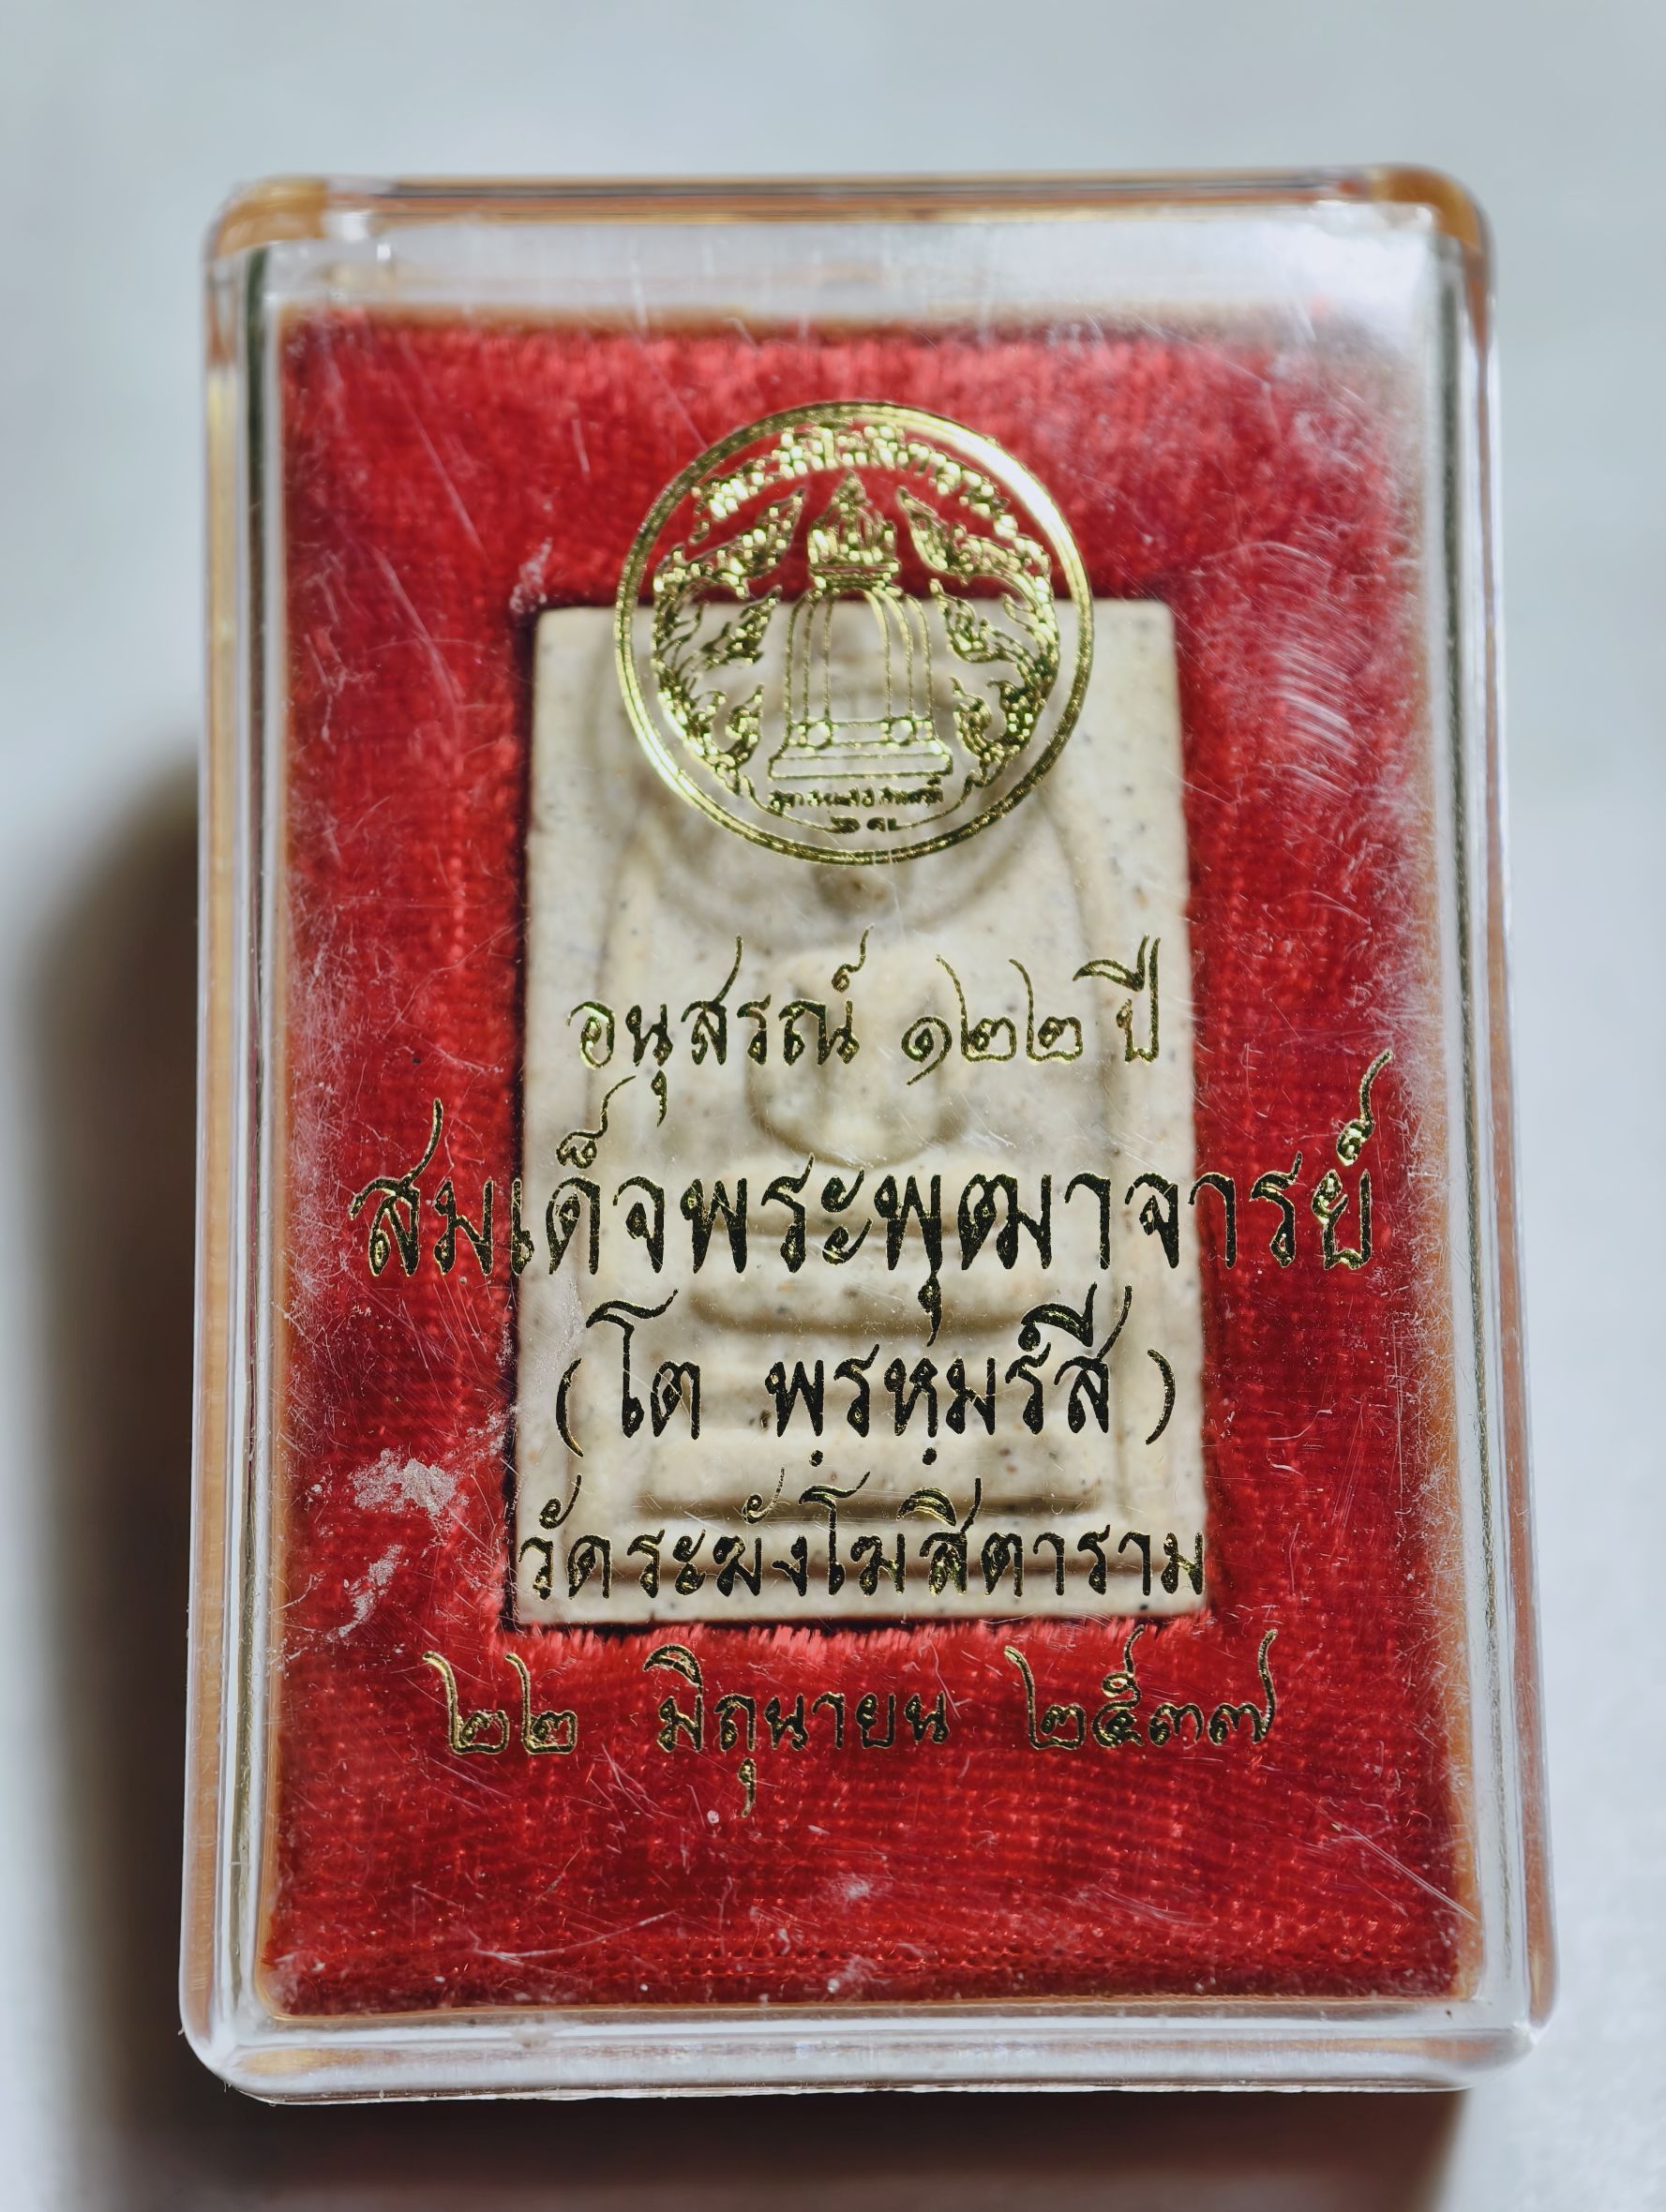 อนุสรณ์ ๑๒๒ ปี
สมเด็จพระพุฒาจารย์
(โต พฺรหฺมรํสี)
วัดระฆังโฆสิตาราม
๒๒ มิถุนายน ๒๕๓๗